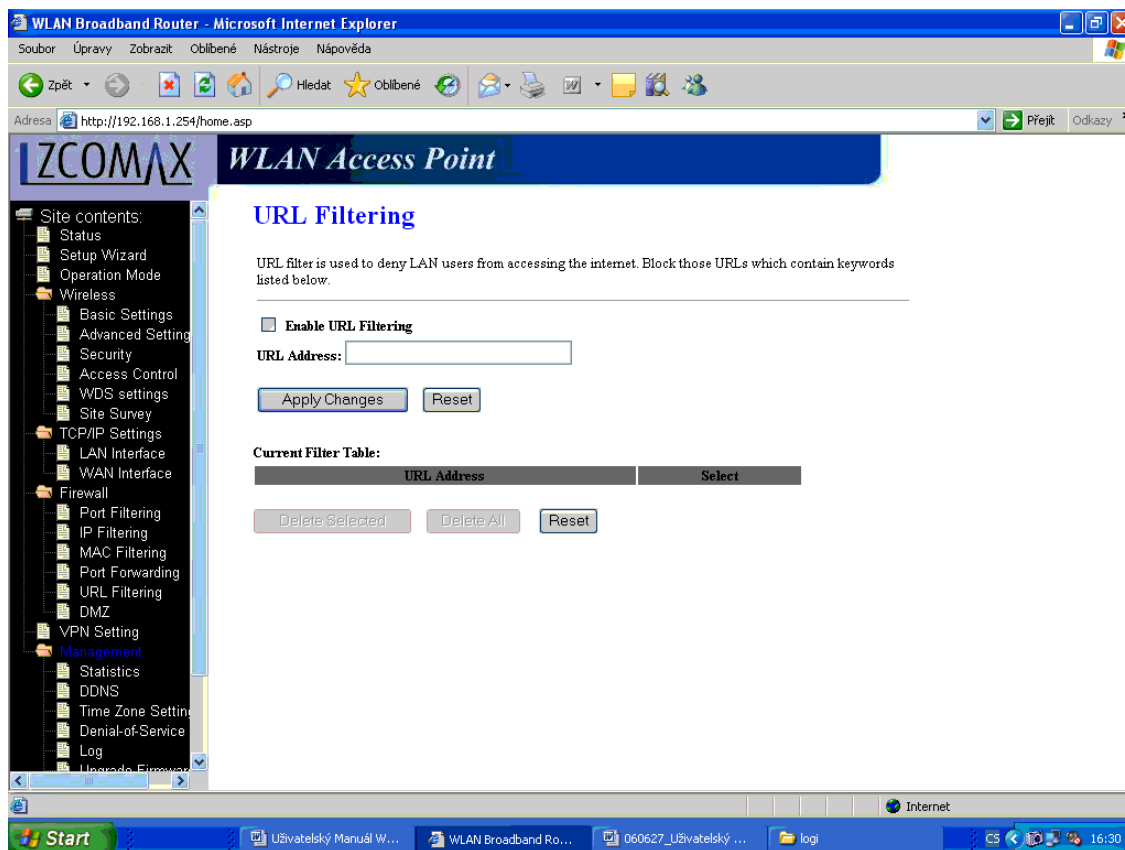 WLAN Broadband Router - Microsoft Internet Explorer
Soubor Úpravy Zobrazit Oblíbené Nástroje Nápověda
Zpět Hledat Oblíbené
Adresa http://192.168.1.254/home.asp Přejít Odkazy
ZCOMAX WLAN Access Point
Site contents:
Status
Setup Wizard
Operation Mode
Wireless
Basic Settings
Advanced Setting
Security
Access Control
WDS settings
Site Survey
TCP/IP Settings
LAN Interface
WAN Interface
Firewall
Port Filtering
IP Filtering
MAC Filtering
Port Forwarding
URL Filtering
DMZ
VPN Setting
Management
Statistics
DDNS
Time Zone Setting
Denial-of-Service
Log
Upgrade Firmwar
URL Filtering
URL filter is used to deny LAN users from accessing the internet. Block those URLs which contain keywords
listed below.
Enable URL Filtering
URL Address:
Apply Changes Reset
Current Filter Table:
URL Address Select
Delete Selected Delete All Reset
Internet
Start Uživatelský Manuál W... WLAN Broadband Ro... 060627_Uživatelský ... logi CS 16:30